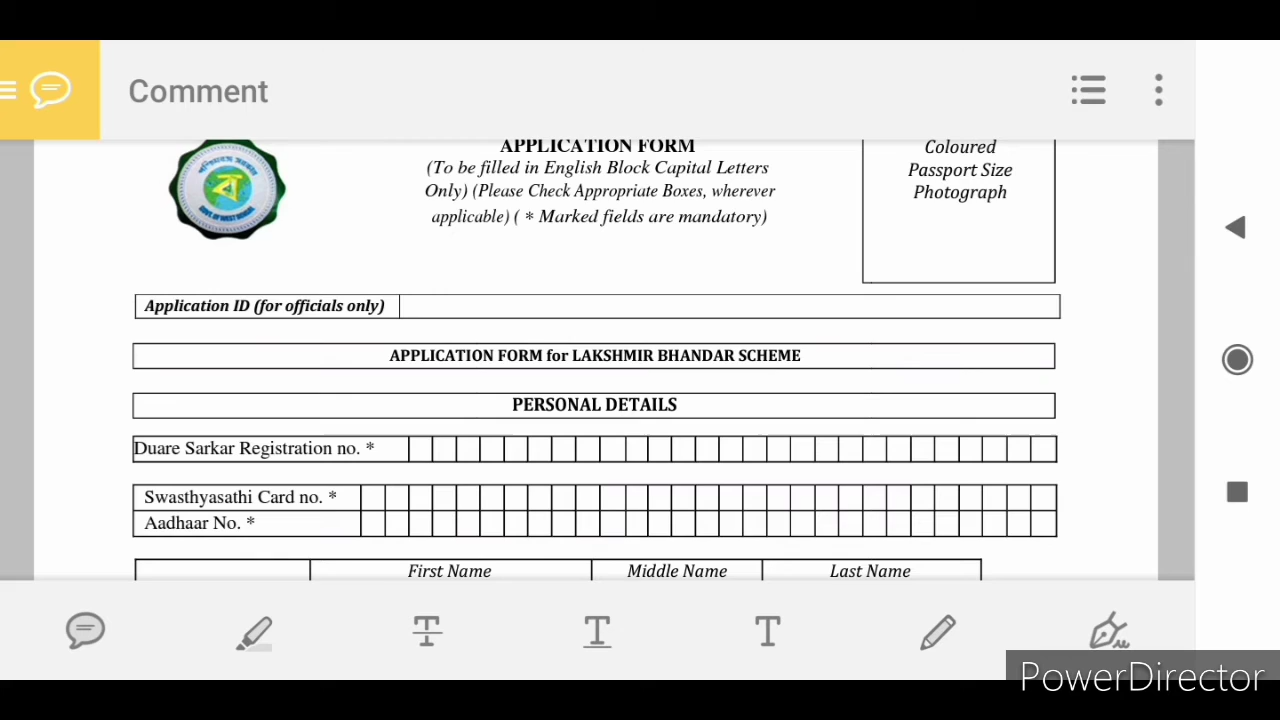 Comment
APPLICATION FORM
(To be filled in English Block Capital Letters
Only) (Please Check Appropriate Boxes, wherever
applicable) ( * Marked fields are mandatory)
Coloured
Passport Size
Photograph
Application ID (for officials only)
APPLICATION FORM for LAKSHMIR BHANDAR SCHEME
PERSONAL DETAILS
Duare Sarkar Registration no. *
Swasthyasathi Card no. *
Aadhaar No. *
First Name Middle Name Last Name
PowerDirector